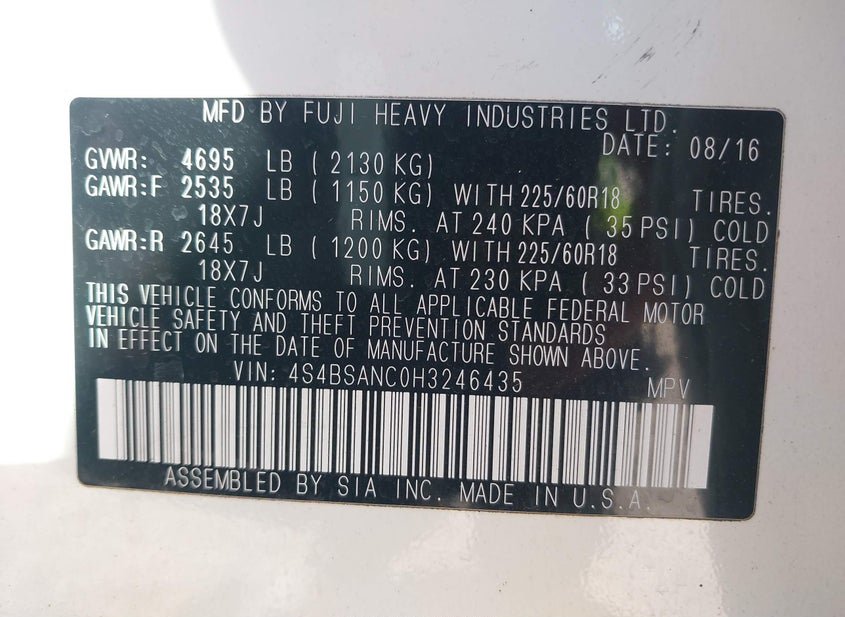 MFD BY FUJI HEAVY INDUSTRIES LTD.
DATE: 08/16
GVWR: 4695 LB ( 2130 KG)
GAWR:F 2535 LB ( 1150 KG) WITH 225/60R18 TIRES.
18X7J RIMS. AT 240 KPA ( 35 PSI) COLD
GAWR:R 2645 LB ( 1200 KG) WITH 225/60R18 TIRES.
18X7J RIMS. AT 230 KPA ( 33 PSI) COLD
THIS VEHICLE CONFORMS TO ALL APPLICABLE FEDERAL MOTOR
VEHICLE SAFETY AND THEFT PREVENTION STANDARDS
IN EFFECT ON THE DATE OF MANUFACTURE SHOWN ABOVE.
VIN: 4S4BSANC0H3246435 MPV
ASSEMBLED BY SIA INC. MADE IN U.S.A.